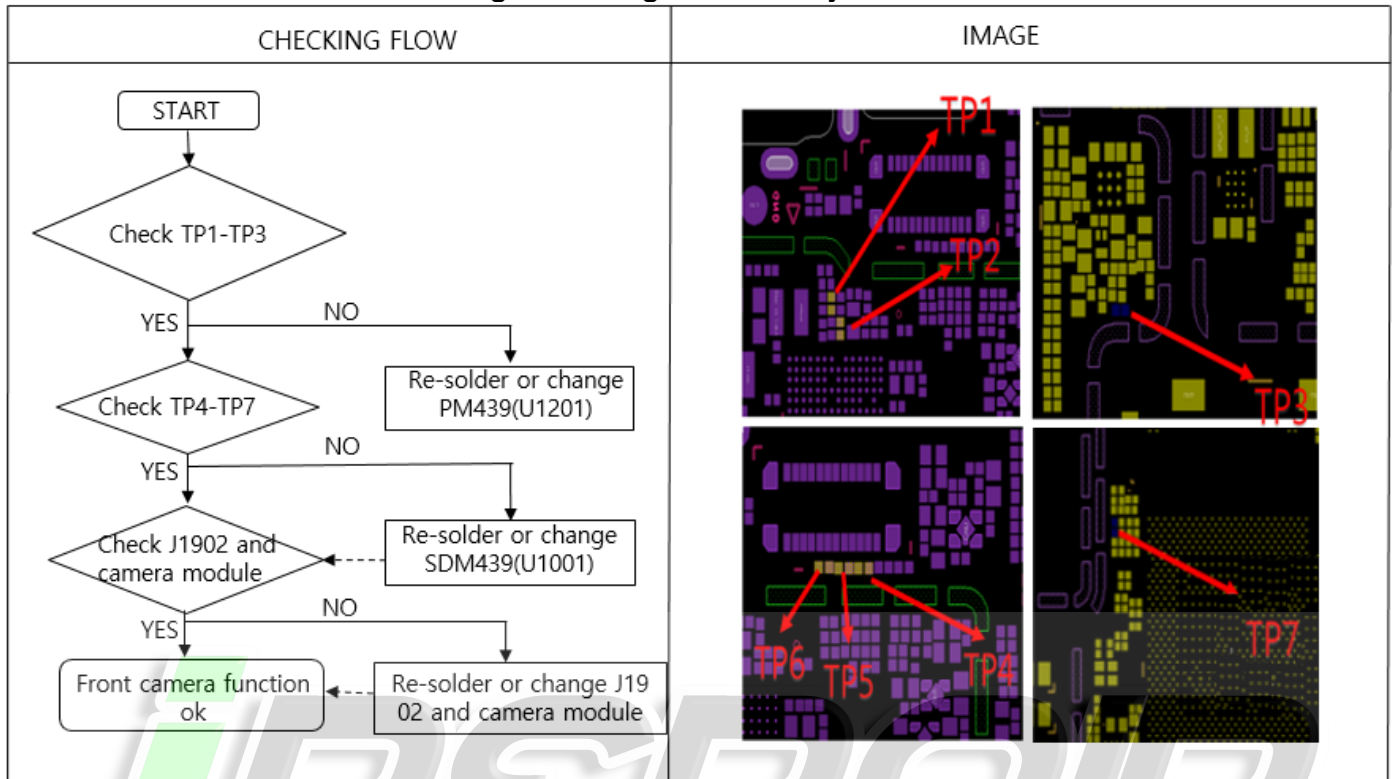 CHECKING FLOW
IMAGE
START
Check TP1-TP3
YES
NO
Re-solder or change
PM439(U1201)
Check TP4-TP7
YES
NO
Re-solder or change
SDM439(U1001)
Check J1902 and
camera module
YES
NO
Front camera function
ok
Re-solder or change J19
02 and camera module
TP1
TP2
TP3
TP6
TP5
TP4
TP7